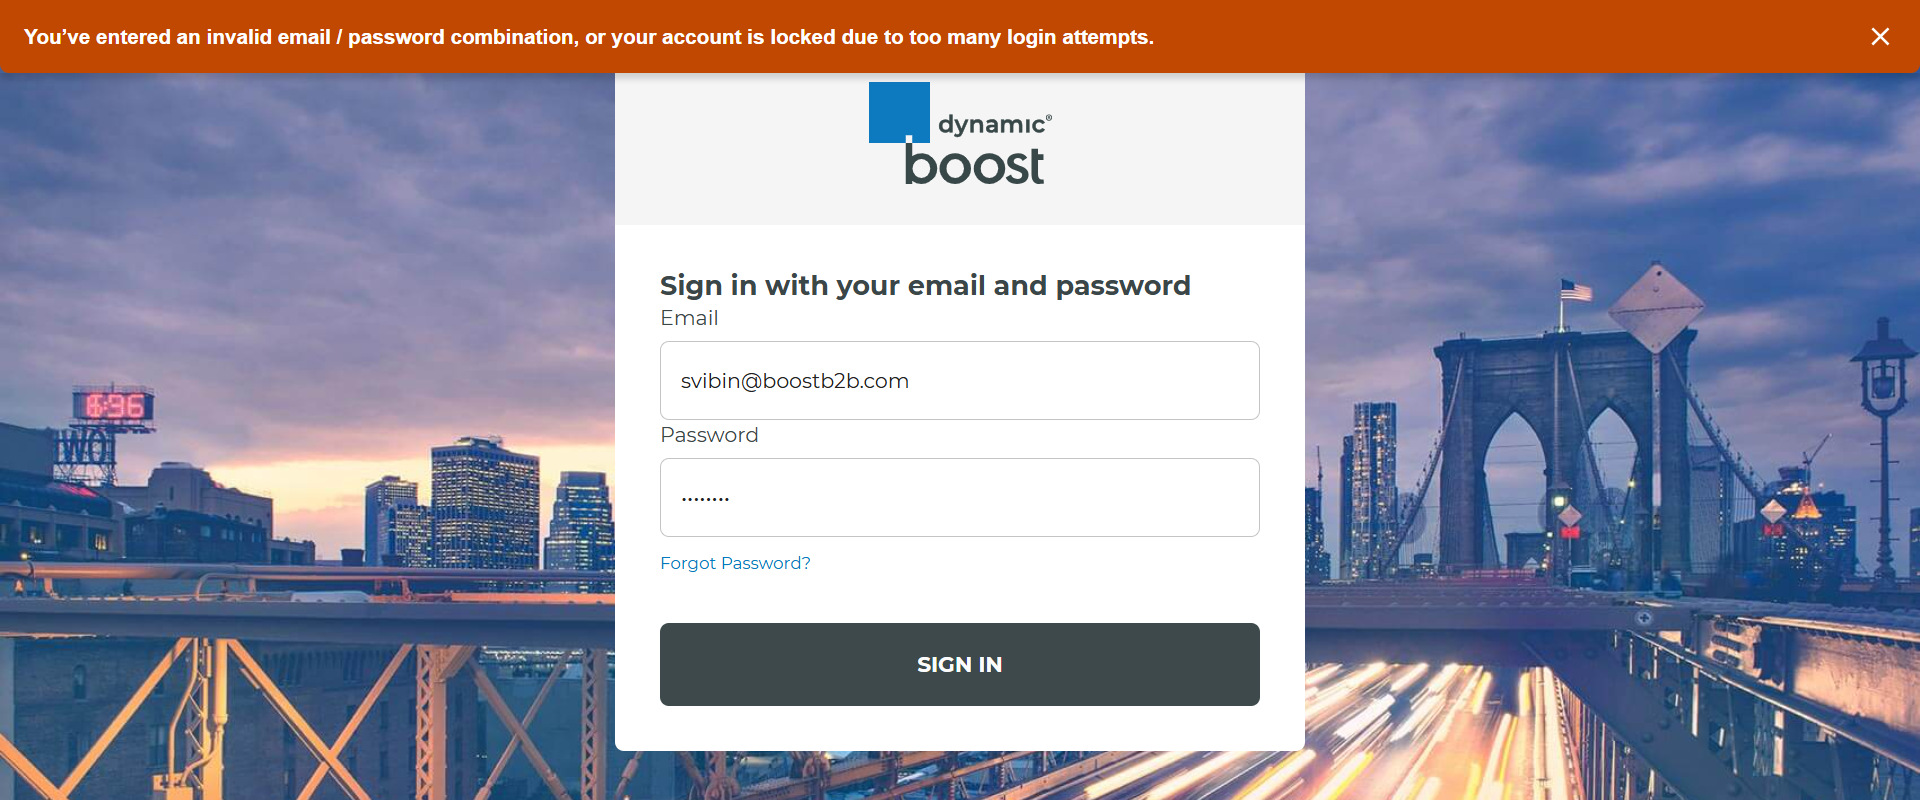 You’ve entered an invalid email / password combination, or your account is locked due to too many login attempts.
dynamic®
boost
Sign in with your email and password
Email
svibin@boostb2b.com
Password
........
Forgot Password?
SIGN IN